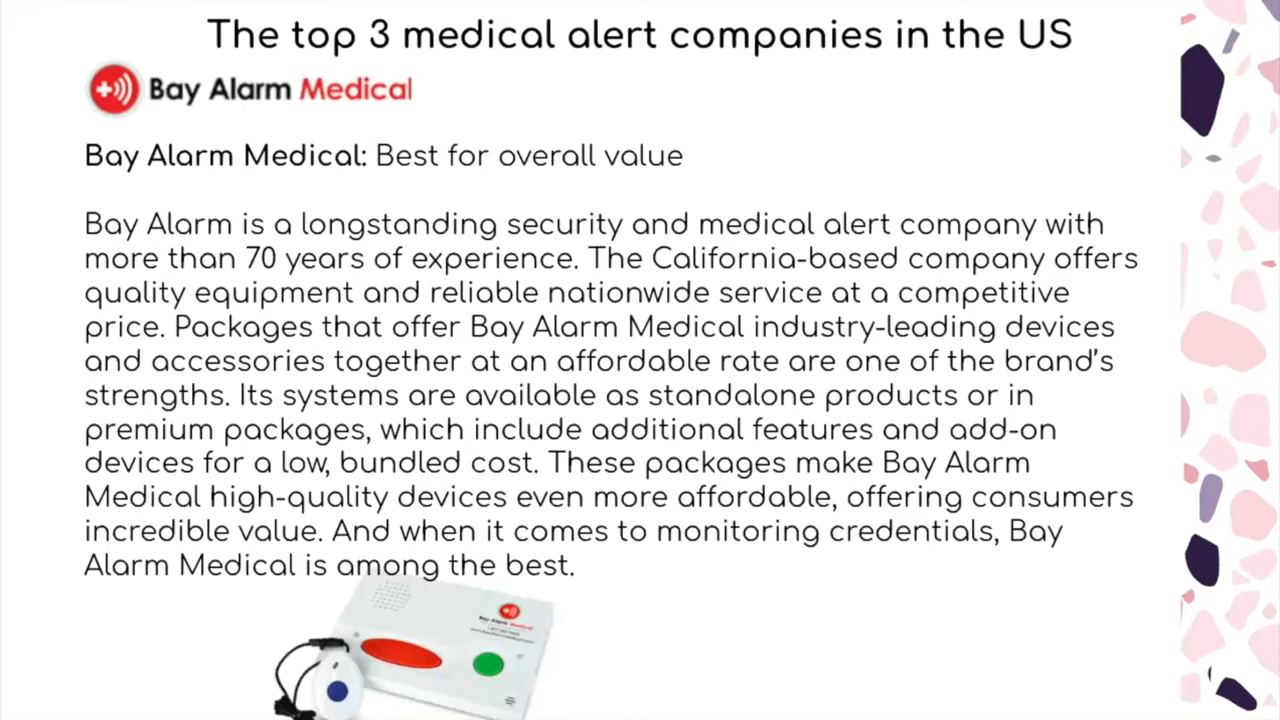 The top 3 medical alert companies in the US
Bay Alarm Medical
Bay Alarm Medical: Best for overall value
Bay Alarm is a longstanding security and medical alert company with
more than 70 years of experience. The California-based company offers
quality equipment and reliable nationwide service at a competitive
price. Packages that offer Bay Alarm Medical industry-leading devices
and accessories together at an affordable rate are one of the brand's
strengths. Its systems are available as standalone products or in
premium packages, which include additional features and add-on
devices for a low, bundled cost. These packages make Bay Alarm
Medical high-quality devices even more affordable, offering consumers
incredible value. And when it comes to monitoring credentials, Bay
Alarm Medical is among the best.
Bay Alarm Medical